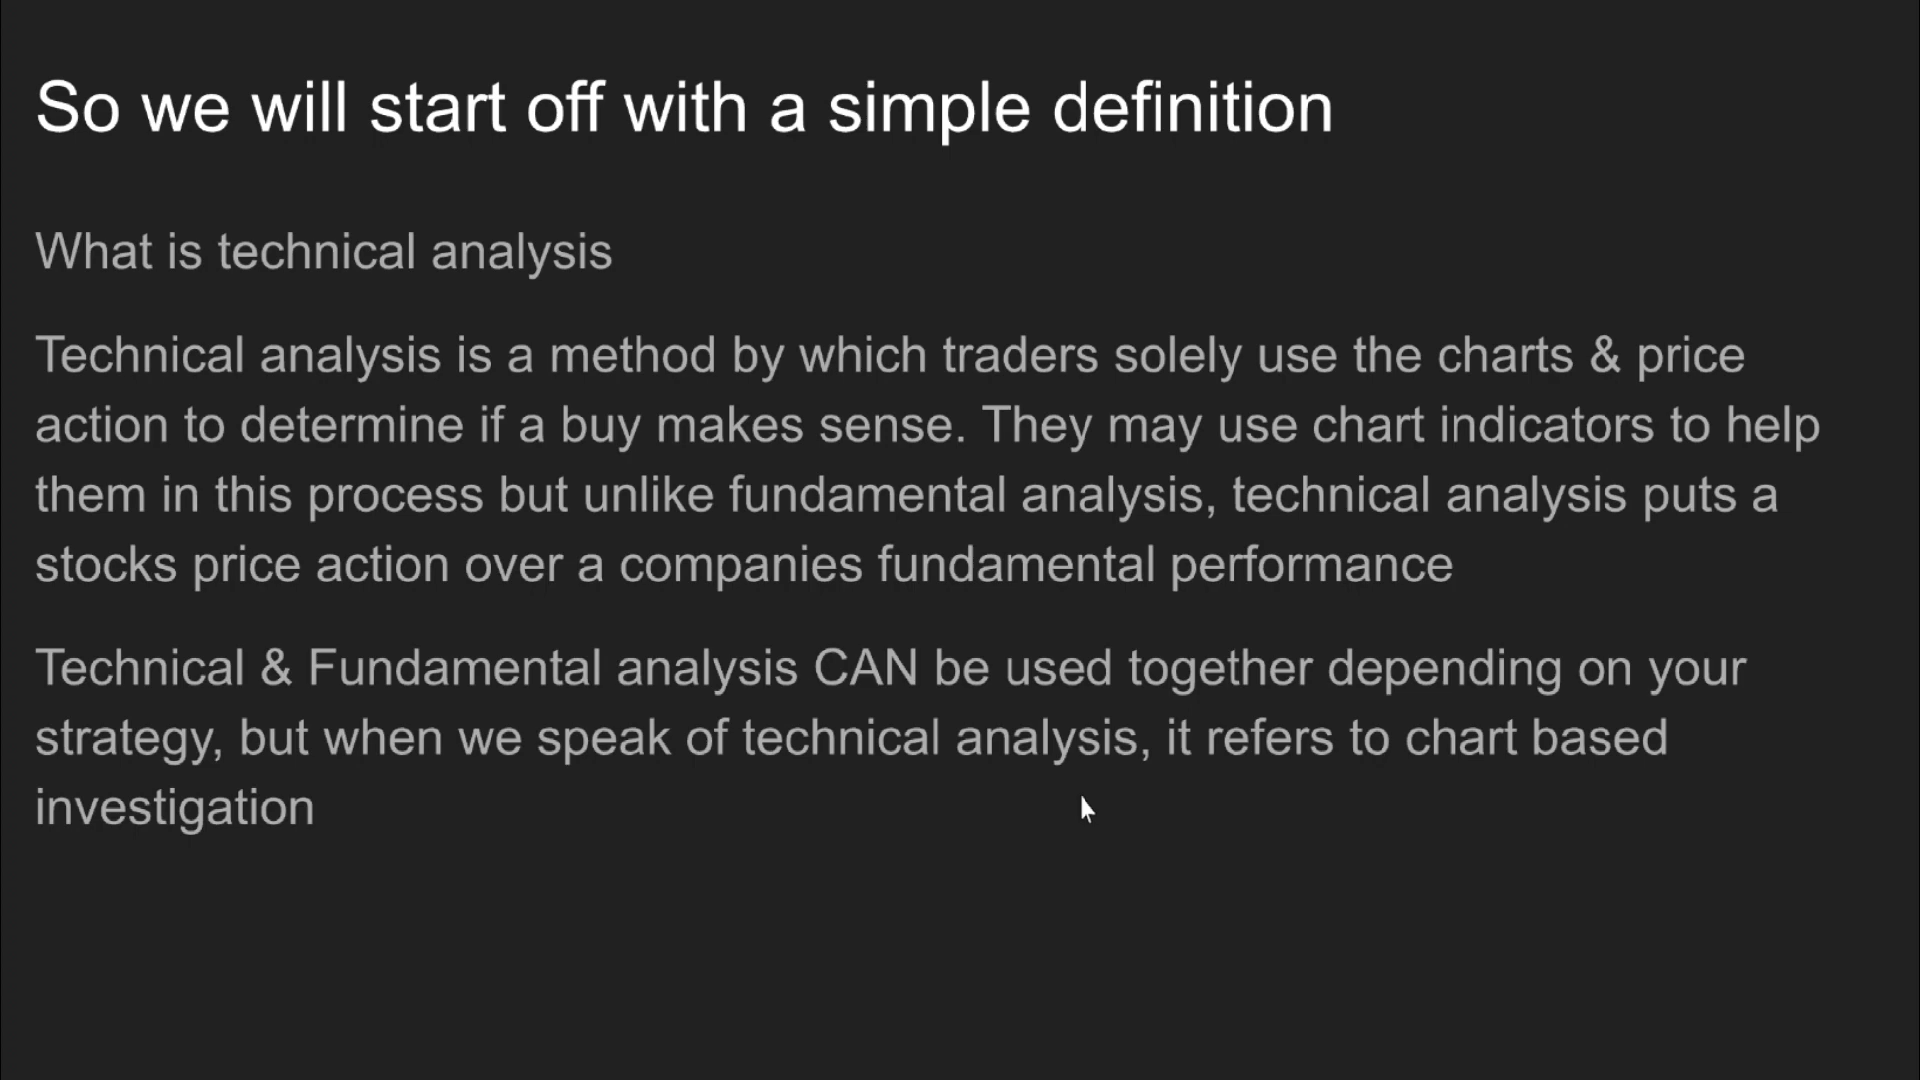 So we will start off with a simple definition
What is technical analysis
Technical analysis is a method by which traders solely use the charts & price
action to determine if a buy makes sense. They may use chart indicators to help
them in this process but unlike fundamental analysis, technical analysis puts a
stocks price action over a companies fundamental performance
Technical & Fundamental analysis CAN be used together depending on your
strategy, but when we speak of technical analysis, it refers to chart based
investigation